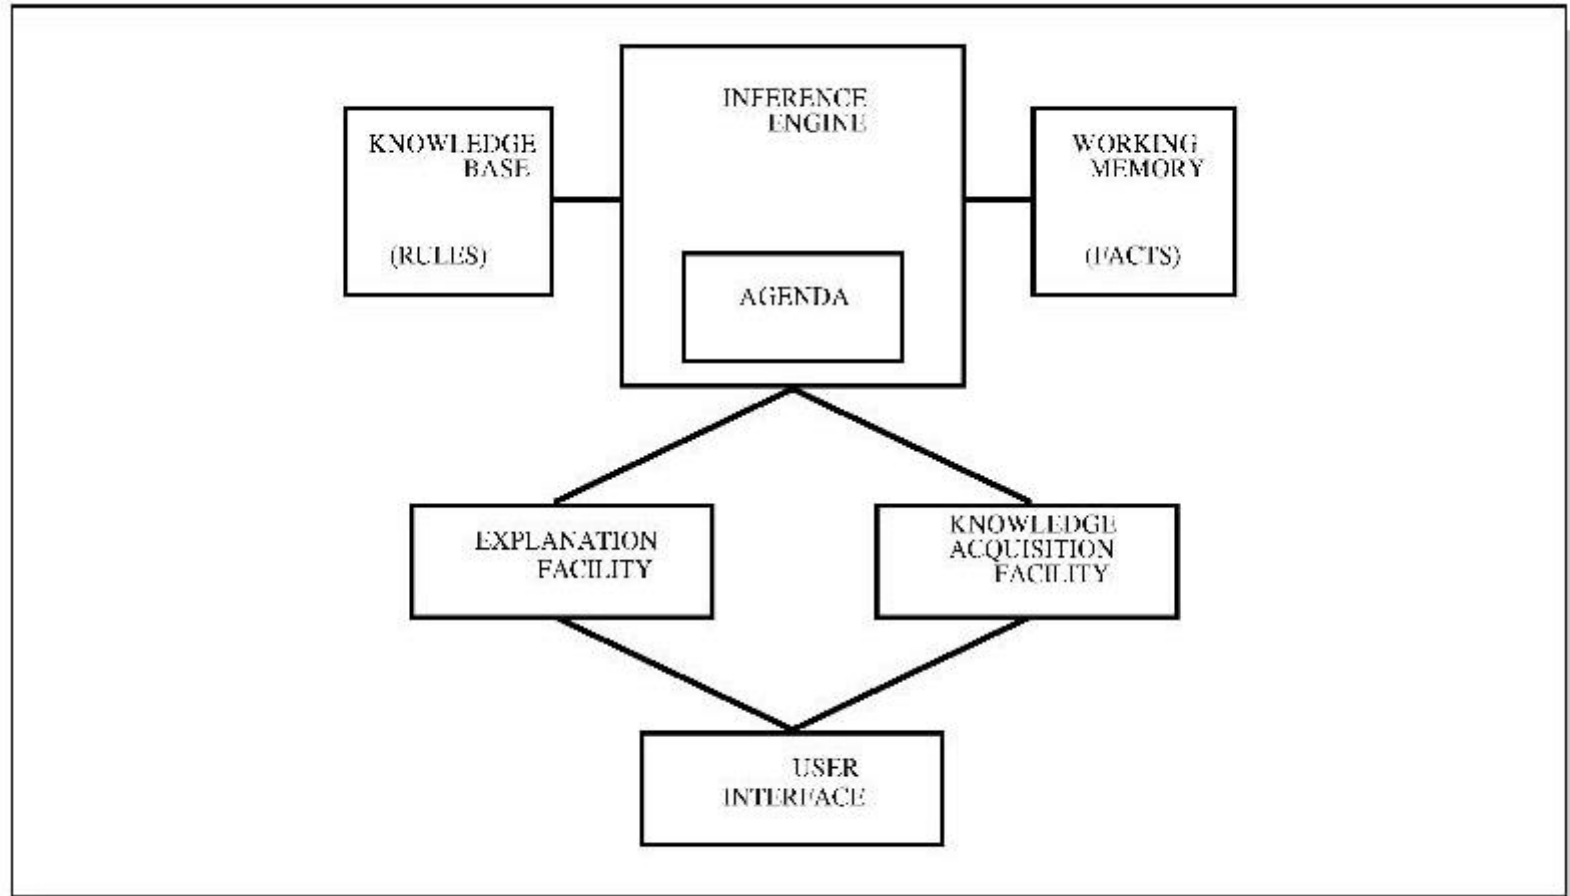 INFERENCE
ENGINE
KNOWLEDGE
BASE
(RULES)
WORKING
MEMORY
(FACTS)
AGENDA
EXPLANATION
FACILITY
KNOWLEDGE
ACQUISITION
FACILITY
USER
INTERFACE